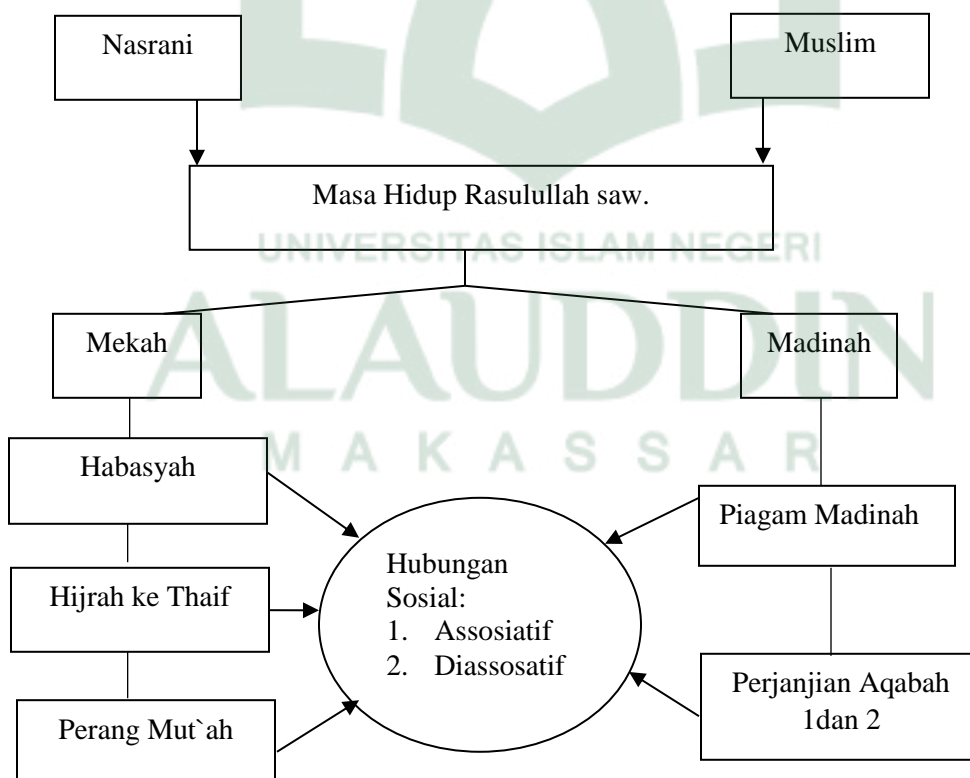 Nasrani
Muslim
Masa Hidup Rasulullah saw.
UNIVERSITAS ISLAM NEGERI
ALAUDDIN
MAKASSAR
Mekah
Madinah
Habasyah
Piagam Madinah
Hijrah ke Thaif
Hubungan
Sosial:
1. Assosiatif
2. Diassosatif
Perang Mut`ah
Perjanjian Aqabah
1dan 2